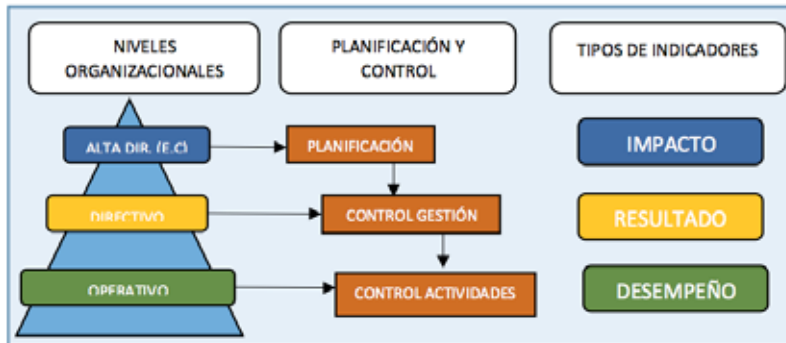 NIVELES
ORGANIZACIONALES
PLANIFICACIÓN Y
CONTROL
TIPOS DE INDICADORES
ALTA DIR. (E.C)
PLANIFICACIÓN
IMPACTO
DIRECTIVO
CONTROL GESTIÓN
RESULTADO
OPERATIVO
CONTROL ACTIVIDADES
DESEMPEÑO